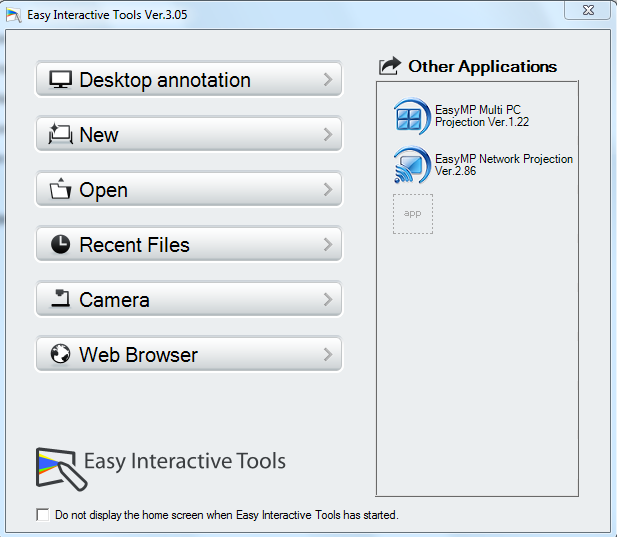 Easy Interactive Tools Ver.3.05
Desktop annotation
New
Open
Recent Files
Camera
Web Browser
Other Applications
EasyMP Multi PC
Projection Ver.1.22
EasyMP Network Projection
Ver.2.86
app
Easy Interactive Tools
Do not display the home screen when Easy Interactive Tools has started.